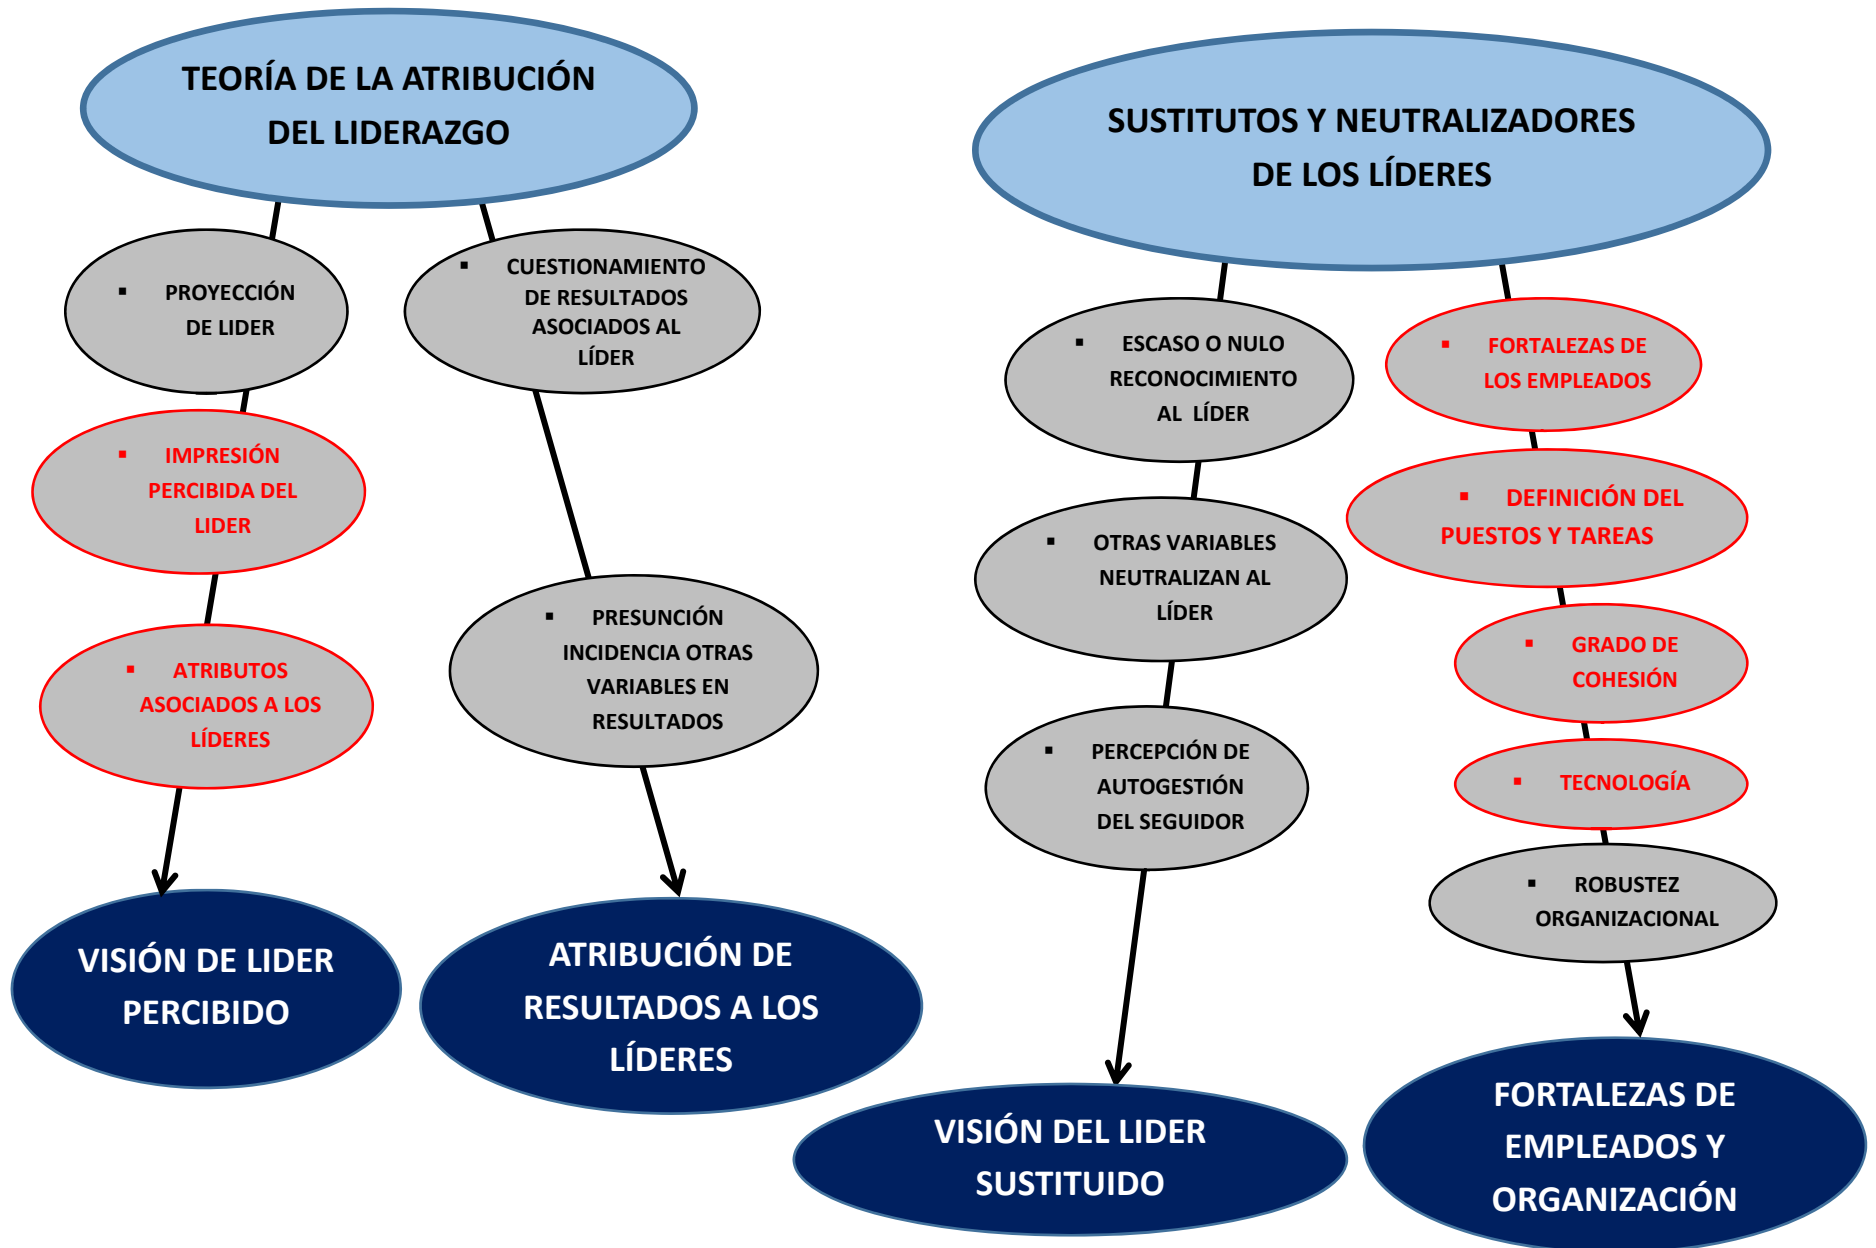 TEORÍA DE LA ATRIBUCIÓN
DEL LIDERAZGO
▪ PROYECCIÓN
DE LIDER
▪ IMPRESIÓN
PERCIBIDA DEL
LIDER
▪ ATRIBUTOS
ASOCIADOS A LOS
LÍDERES
VISIÓN DE LIDER
PERCIBIDO
▪ CUESTIONAMIENTO
DE RESULTADOS
ASOCIADOS AL
LÍDER
▪ PRESUNCIÓN
INCIDENCIA OTRAS
VARIABLES EN
RESULTADOS
ATRIBUCIÓN DE
RESULTADOS A LOS
LÍDERES
SUSTITUTOS Y NEUTRALIZADORES
DE LOS LÍDERES
▪ ESCASO O NULO
RECONOCIMIENTO
AL LÍDER
▪ OTRAS VARIABLES
NEUTRALIZAN AL
LÍDER
▪ PERCEPCIÓN DE
AUTOGESTIÓN
DEL SEGUIDOR
VISIÓN DEL LIDER
SUSTITUIDO
▪ FORTALEZAS DE
LOS EMPLEADOS
▪ DEFINICIÓN DEL
PUESTOS Y TAREAS
▪ GRADO DE
COHESIÓN
▪ TECNOLOGÍA
▪ ROBUSTEZ
ORGANIZACIONAL
FORTALEZAS DE
EMPLEADOS Y
ORGANIZACIÓN